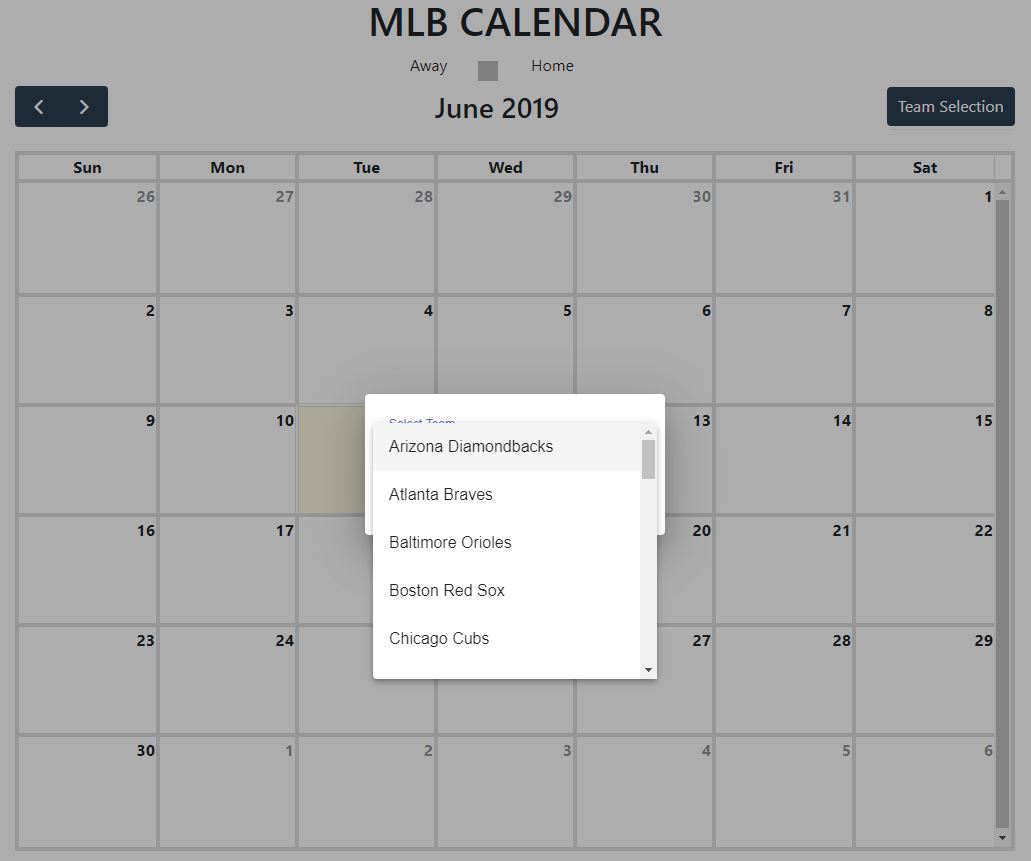 MLB CALENDAR
Away Home
June 2019
Team Selection
Sun Mon Tue Wed Thu Fri Sat
26 27 28 29 30 31 1
2 3 4 5 6 7 8
9 10 13 14 15
Select Team
Arizona Diamondbacks
Atlanta Braves
Baltimore Orioles
Boston Red Sox
Chicago Cubs
16 17 20 21 22
23 24 27 28 29
30 1 2 3 4 5 6